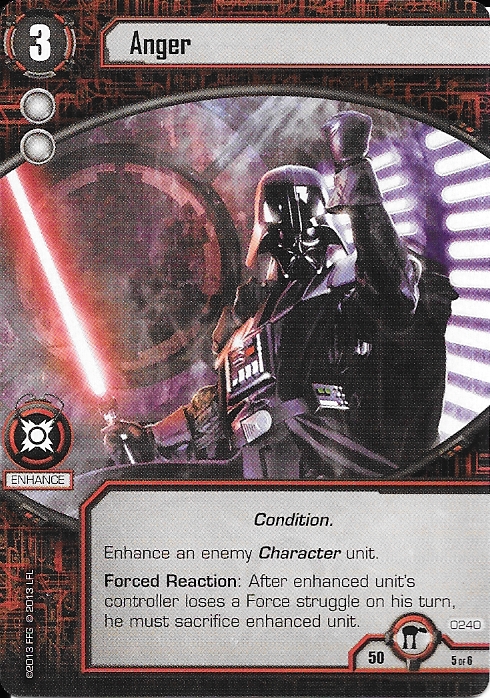 3
Anger
ENHANCE
Condition.
Enhance an enemy Character unit.
Forced Reaction: After enhanced unit's
controller loses a Force struggle on his turn,
he must sacrifice enhanced unit.
0240
50
5 OF 6
©2013 FFG ©2013 LFL